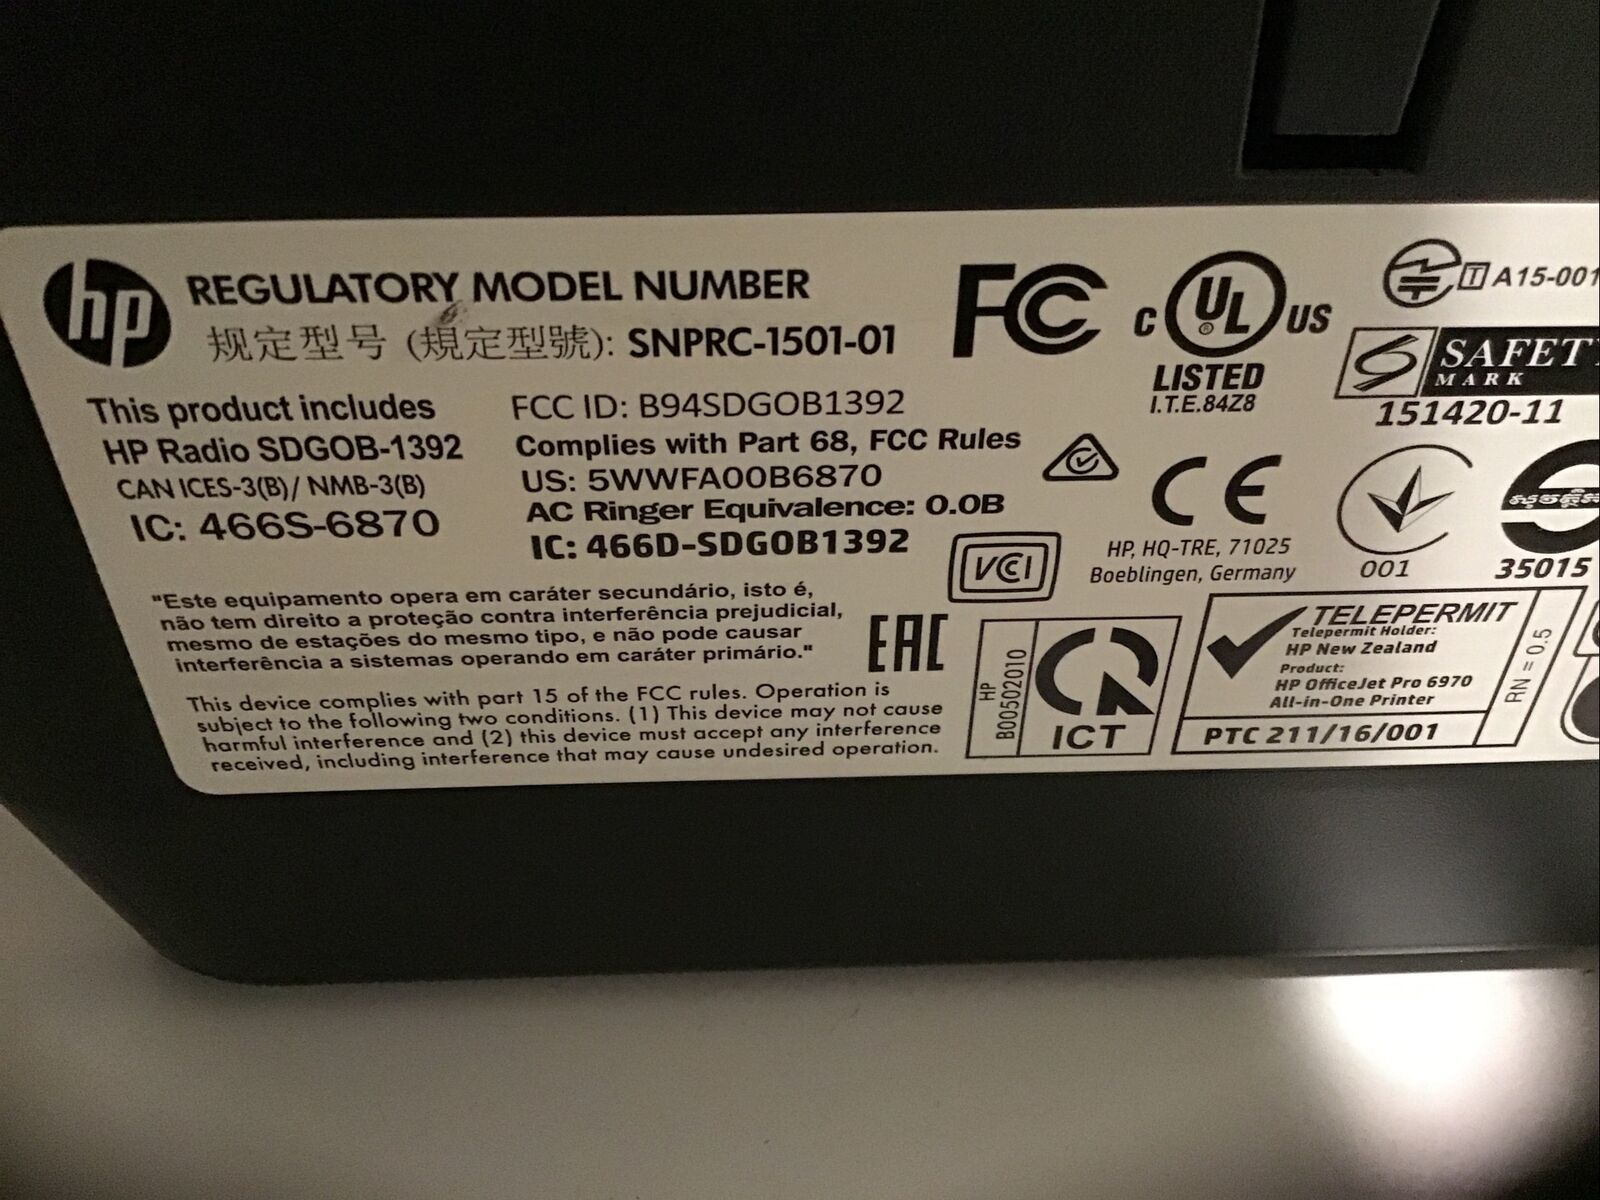 hp
REGULATORY MODEL NUMBER
规定型号 (規定型號): SNPRC-1501-01
This product includes
HP Radio SDGOB-1392
CAN ICES-3(B)/ NMB-3(B)
IC: 466S-6870
FCC ID: B94SDGOB1392
Complies with Part 68, FCC Rules
US: 5WWFA00B6870
AC Ringer Equivalence: 0.0B
IC: 466D-SDGOB1392
"Este equipamento opera em caráter secundário, isto é,
não tem direito a proteção contra interferência prejudicial,
mesmo de estações do mesmo tipo, e não pode causar
interferência a sistemas operando em caráter primário."
This device complies with part 15 of the FCC rules. Operation is
subject to the following two conditions. (1) This device may not cause
harmful interference and (2) this device must accept any interference
received, including interference that may cause undesired operation.
FC
C UL US
®
LISTED
I.T.E.84Z8
T A15-001
SAFET
MARK
151420-11
CE
HP, HQ-TRE, 71025
Boeblingen, Germany
001
35015
VCCI
EAC
HP
B00502010
ICT
TELEPERMIT
Telepermit Holder:
HP New Zealand
Product:
HP OfficeJet Pro 6970
All-in-One Printer
PTC 211/16/001
RN = 0.5